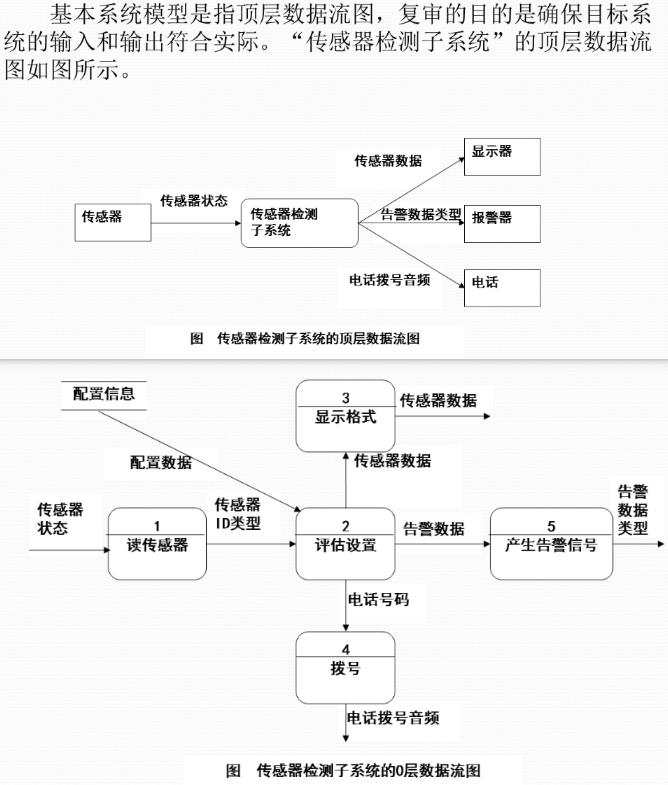 基本系统模型是指顶层数据流图，复审的目的是确保目标系
统的输入和输出符合实际。“传感器检测子系统”的顶层数据流
图如图所示。
传感器数据
显示器
传感器
传感器状态
传感器检测
子系统
告警数据类型
报警器
电话拨号音频
电话
图 传感器检测子系统的顶层数据流图
配置信息
3
显示格式
传感器数据
配置数据
传感器数据
传感器
状态
1
读传感器
传感器
ID类型
2
评估设置
告警数据
5
产生告警信号
告警
数据
类型
电话号码
4
拨号
电话拨号音频
图 传感器检测子系统的0层数据流图